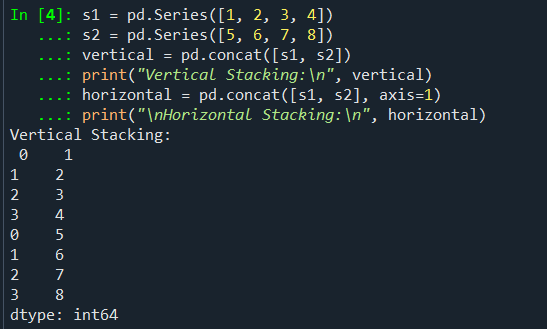 In [4]: s1 = pd.Series([1, 2, 3, 4])
   ...: s2 = pd.Series([5, 6, 7, 8])
   ...: vertical = pd.concat([s1, s2])
   ...: print("Vertical Stacking:\n", vertical)
   ...: horizontal = pd.concat([s1, s2], axis=1)
   ...: print("\nHorizontal Stacking:\n", horizontal)
Vertical Stacking:
 0    1
1    2
2    3
3    4
0    5
1    6
2    7
3    8
dtype: int64